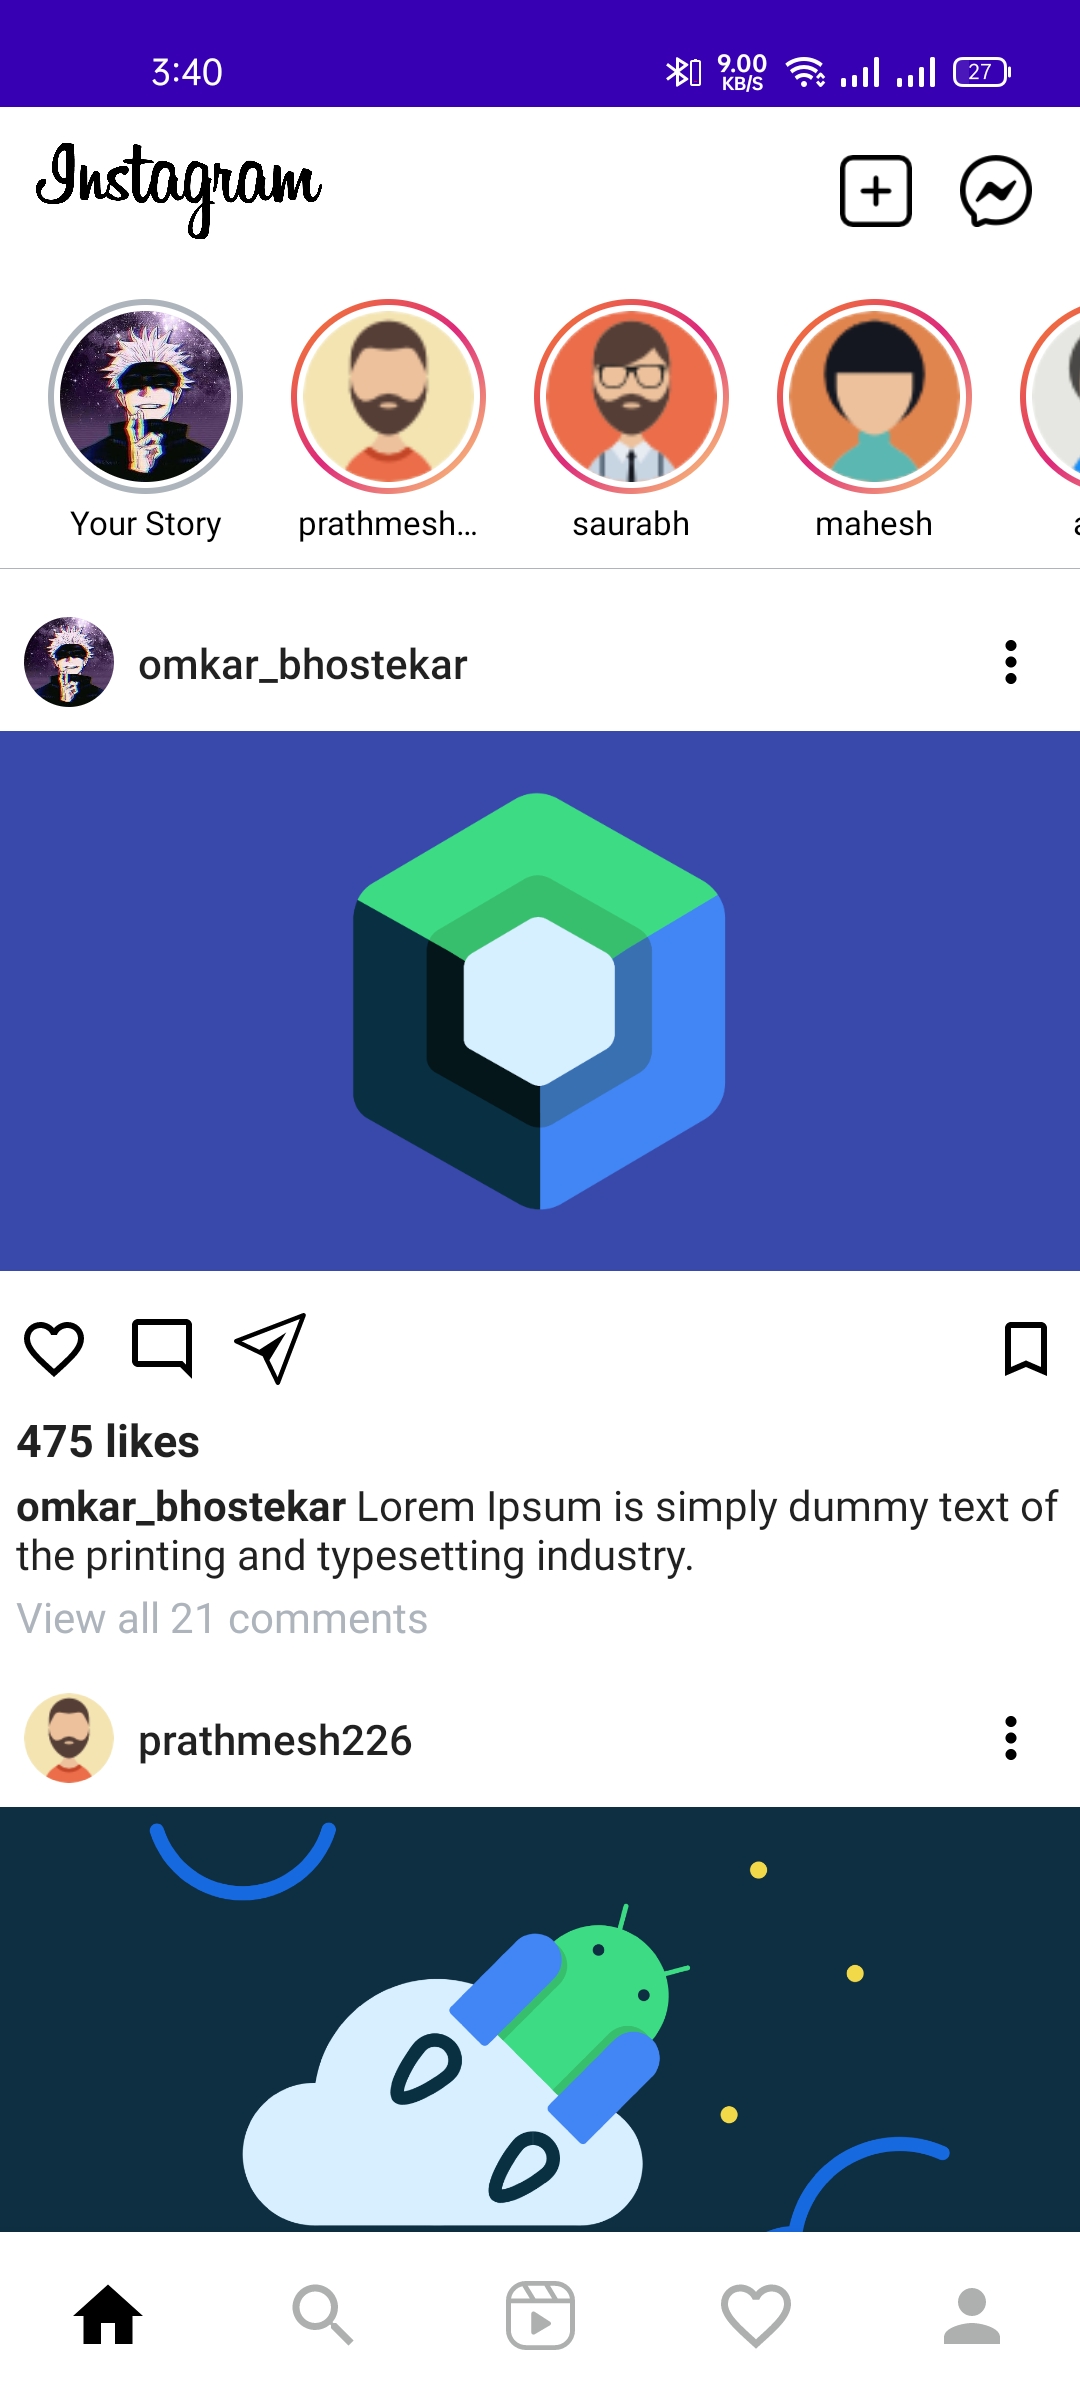 3:40
9.00
KB/S
27
Instagram
Your Story
prathmesh...
saurabh
mahesh
omkar_bhostekar
475 likes
omkar_bhostekar Lorem Ipsum is simply dummy text of
the printing and typesetting industry.
View all 21 comments
prathmesh226